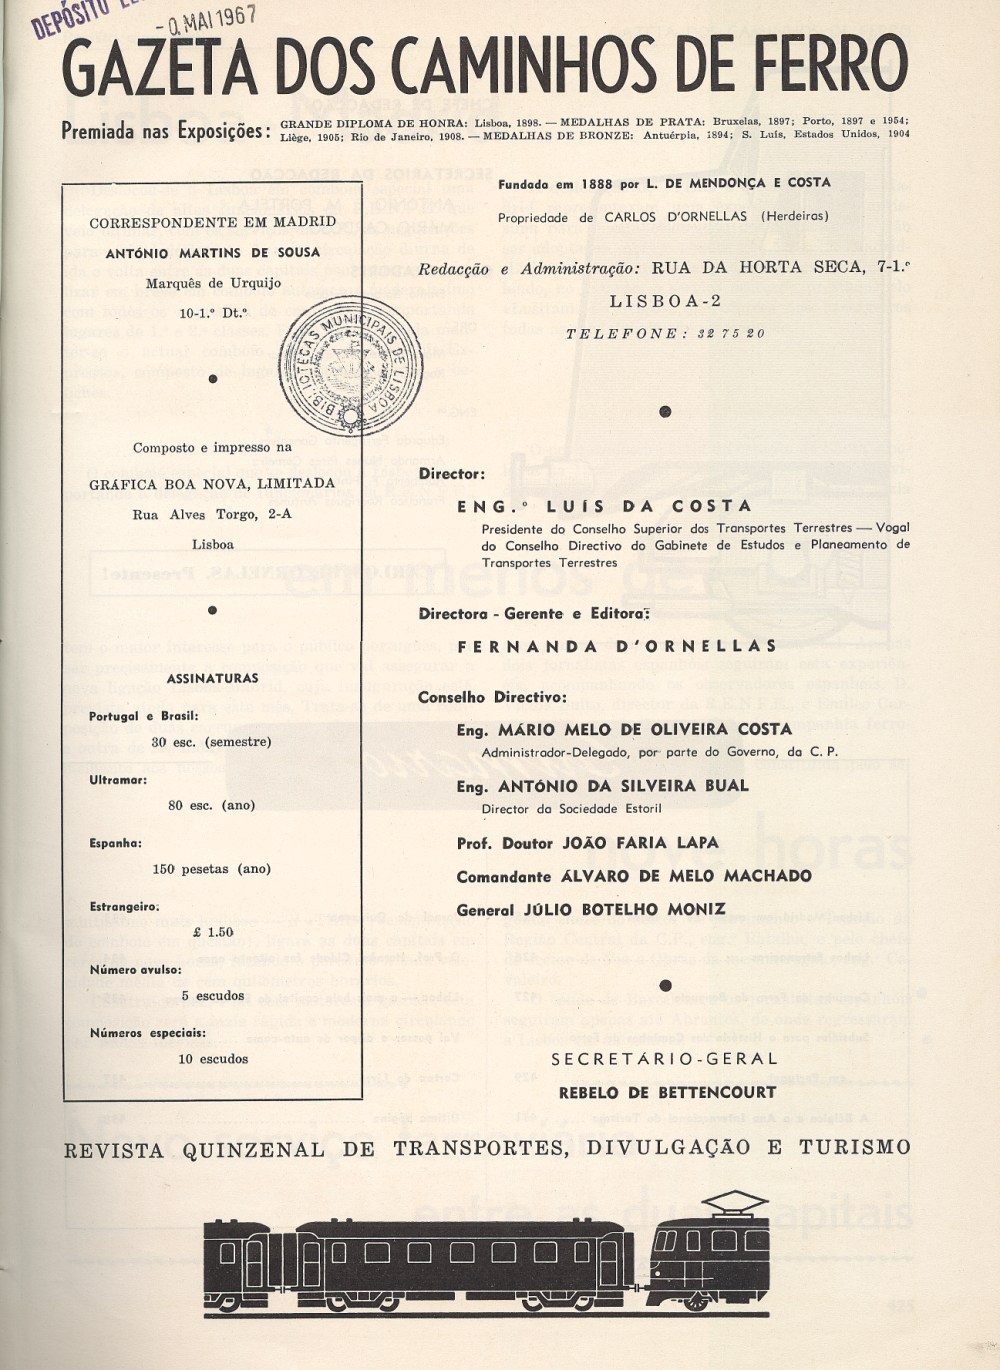 DEPÓSITO
MAI 1967
GAZETA DOS CAMINHOS DE FERRO
Premiada nas Exposições: GRANDE DIPLOMA DE HONRA: Lisboa, 1898. — MEDALHAS DE PRATA: Bruxelas, 1897; Porto, 1897 e 1954;
Liège, 1905; Rio de Janeiro, 1908. — MEDALHAS DE BRONZE: Antuérpia, 1894; S. Luís, Estados Unidos, 1904
CORRESPONDENTE EM MADRID
ANTÓNIO MARTINS DE SOUSA
Marquês de Urquijo
10-1.º Dt.º
BIBLIOTECAS MUNICIPAIS DE LISBOA
Composto e impresso na
GRÁFICA BOA NOVA, LIMITADA
Rua Alves Torgo, 2-A
Lisboa
ASSINATURAS
Portugal e Brasil:
30 esc. (semestre)
Ultramar:
80 esc. (ano)
Espanha:
150 pesetas (ano)
Estrangeiro:
£ 1.50
Número avulso:
5 escudos
Números especiais:
10 escudos
Fundada em 1888 por L. DE MENDONÇA E COSTA
Propriedade de CARLOS D'ORNELLAS (Herdeiras)
Redacção e Administração: RUA DA HORTA SECA, 7-1.º
LISBOA-2
TELEFONE: 32 75 20
Director:
ENG.º LUÍS DA COSTA
Presidente do Conselho Superior dos Transportes Terrestres — Vogal
do Conselho Directivo do Gabinete de Estudos e Planeamento de
Transportes Terrestres
Directora - Gerente e Editora:
FERNANDA D'ORNELLAS
Conselho Directivo:
Eng. MÁRIO MELO DE OLIVEIRA COSTA
Administrador-Delegado, por parte do Governo, da C. P.
Eng. ANTÓNIO DA SILVEIRA BUAL
Director da Sociedade Estoril
Prof. Doutor JOÃO FARIA LAPA
Comandante ÁLVARO DE MELO MACHADO
General JÚLIO BOTELHO MONIZ
SECRETÁRIO-GERAL
REBELO DE BETTENCOURT
REVISTA QUINZENAL DE TRANSPORTES, DIVULGAÇÃO E TURISMO